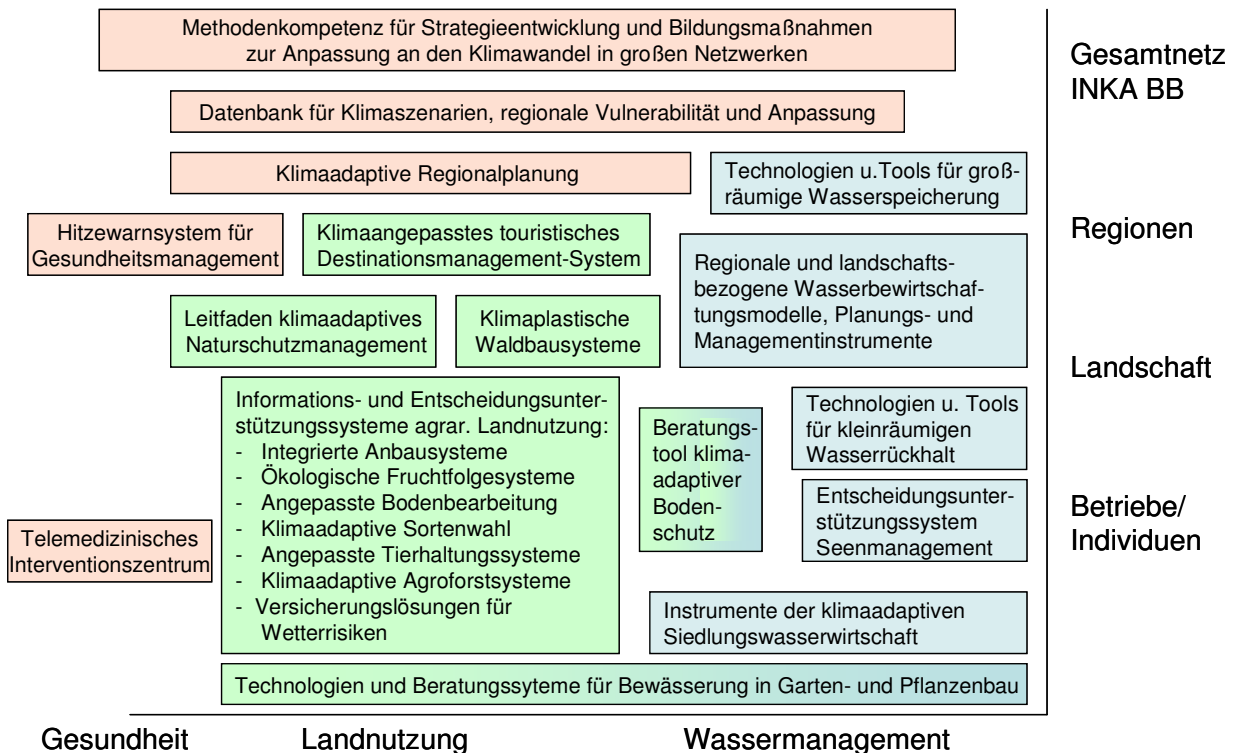 Methodenkompetenz für Strategieentwicklung und Bildungsmaßnahmen
zur Anpassung an den Klimawandel in großen Netzwerken
Gesamtnetz
INKA BB
Datenbank für Klimaszenarien, regionale Vulnerabilität und Anpassung
Klimaadaptive Regionalplanung
Technologien u.Tools für groß-
räumige Wasserspeicherung
Regionen
Hitzewarnsystem für
Gesundheitsmanagement
Klimaangepasstes touristisches
Destinationsmanagement-System
Regionale und landschafts-
bezogene Wasserbewirtschaf-
tungsmodelle, Planungs- und
Managementinstrumente
Leitfaden klimaadaptives
Naturschutzmanagement
Klimaplastische
Waldbausysteme
Landschaft
Informations- und Entscheidungsunter-
stützungssysteme agrar. Landnutzung:
- Integrierte Anbausysteme
- Ökologische Fruchtfolgesysteme
- Angepasste Bodenbearbeitung
- Klimaadaptive Sortenwahl
- Angepasste Tierhaltungssysteme
- Klimaadaptive Agroforstsysteme
- Versicherungslösungen für
Wetterrisiken
Beratungs-
tool klima-
adaptiver
Boden-
schutz
Technologien u. Tools
für kleinräumigen
Wasserrückhalt
Entscheidungsunter-
stützungssystem
Seenmanagement
Betriebe/
Individuen
Telemedizinisches
Interventionszentrum
Instrumente der klimaadaptiven
Siedlungswasserwirtschaft
Technologien und Beratungssyteme für Bewässerung in Garten- und Pflanzenbau
Gesundheit
Landnutzung
Wassermanagement